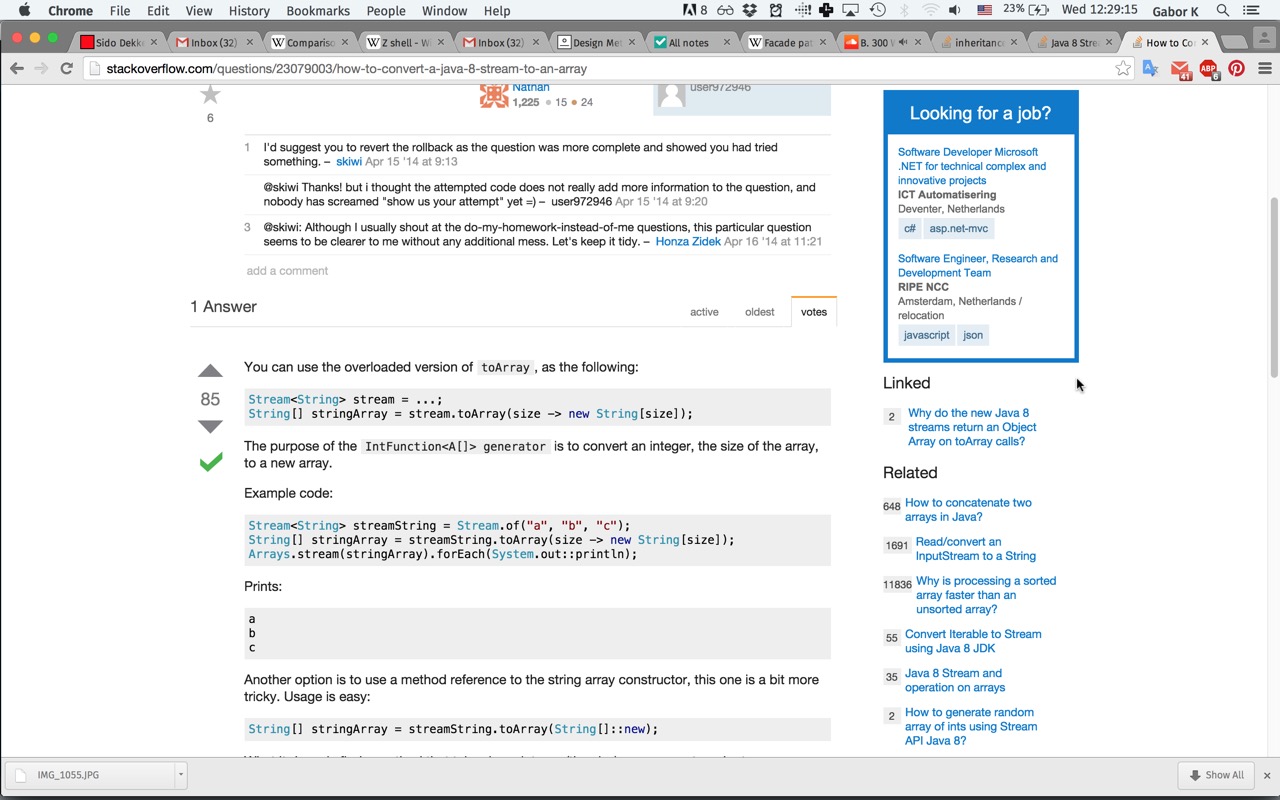 Chrome File Edit View History Bookmarks People Window Help 8 23% Wed 12:29:15 Gabor K
Sido Dekk Inbox (32) Compariso Z shell - Wi Inbox (32) Design Me All notes Facade pat B. 300 V inheritance Java 8 Stre How to Co
stackoverflow.com/questions/23079003/how-to-convert-a-java-8-stream-to-an-array 41 ABP 6
6
Nathan
1,225 15 24
user972946
1 I'd suggest you to revert the rollback as the question was more complete and showed you had tried
something. – skiwi Apr 15 '14 at 9:13
@skiwi Thanks! but i thought the attempted code does not really add more information to the question, and
nobody has screamed "show us your attempt" yet =) – user972946 Apr 15 '14 at 9:20
3 @skiwi: Although I usually shout at the do-my-homework-instead-of-me questions, this particular question
seems to be clearer to me without any additional mess. Let's keep it tidy. – Honza Zidek Apr 16 '14 at 11:21
add a comment
1 Answer
active oldest votes
85
You can use the overloaded version of toArray, as the following:
Stream<String> stream = ...;
String[] stringArray = stream.toArray(size -> new String[size]);
The purpose of the IntFunction<A[]> generator is to convert an integer, the size of the array,
to a new array.
Example code:
Stream<String> streamString = Stream.of("a", "b", "c");
String[] stringArray = streamString.toArray(size -> new String[size]);
Arrays.stream(stringArray).forEach(System.out::println);
Prints:
a
b
c
Another option is to use a method reference to the string array constructor, this one is a bit more
tricky. Usage is easy:
String[] stringArray = streamString.toArray(String[]::new);
Looking for a job?
Software Developer Microsoft
.NET for technical complex and
innovative projects
ICT Automatisering
Deventer, Netherlands
c# asp.net-mvc
Software Engineer, Research and
Development Team
RIPE NCC
Amsterdam, Netherlands /
relocation
javascript json
Linked
2 Why do the new Java 8
streams return an Object
Array on toArray calls?
Related
648 How to concatenate two
arrays in Java?
1691 Read/convert an
InputStream to a String
11836 Why is processing a sorted
array faster than an
unsorted array?
55 Convert Iterable to Stream
using Java 8 JDK
35 Java 8 Stream and
operation on arrays
2 How to generate random
array of ints using Stream
API Java 8?
IMG_1055.JPG
Show All